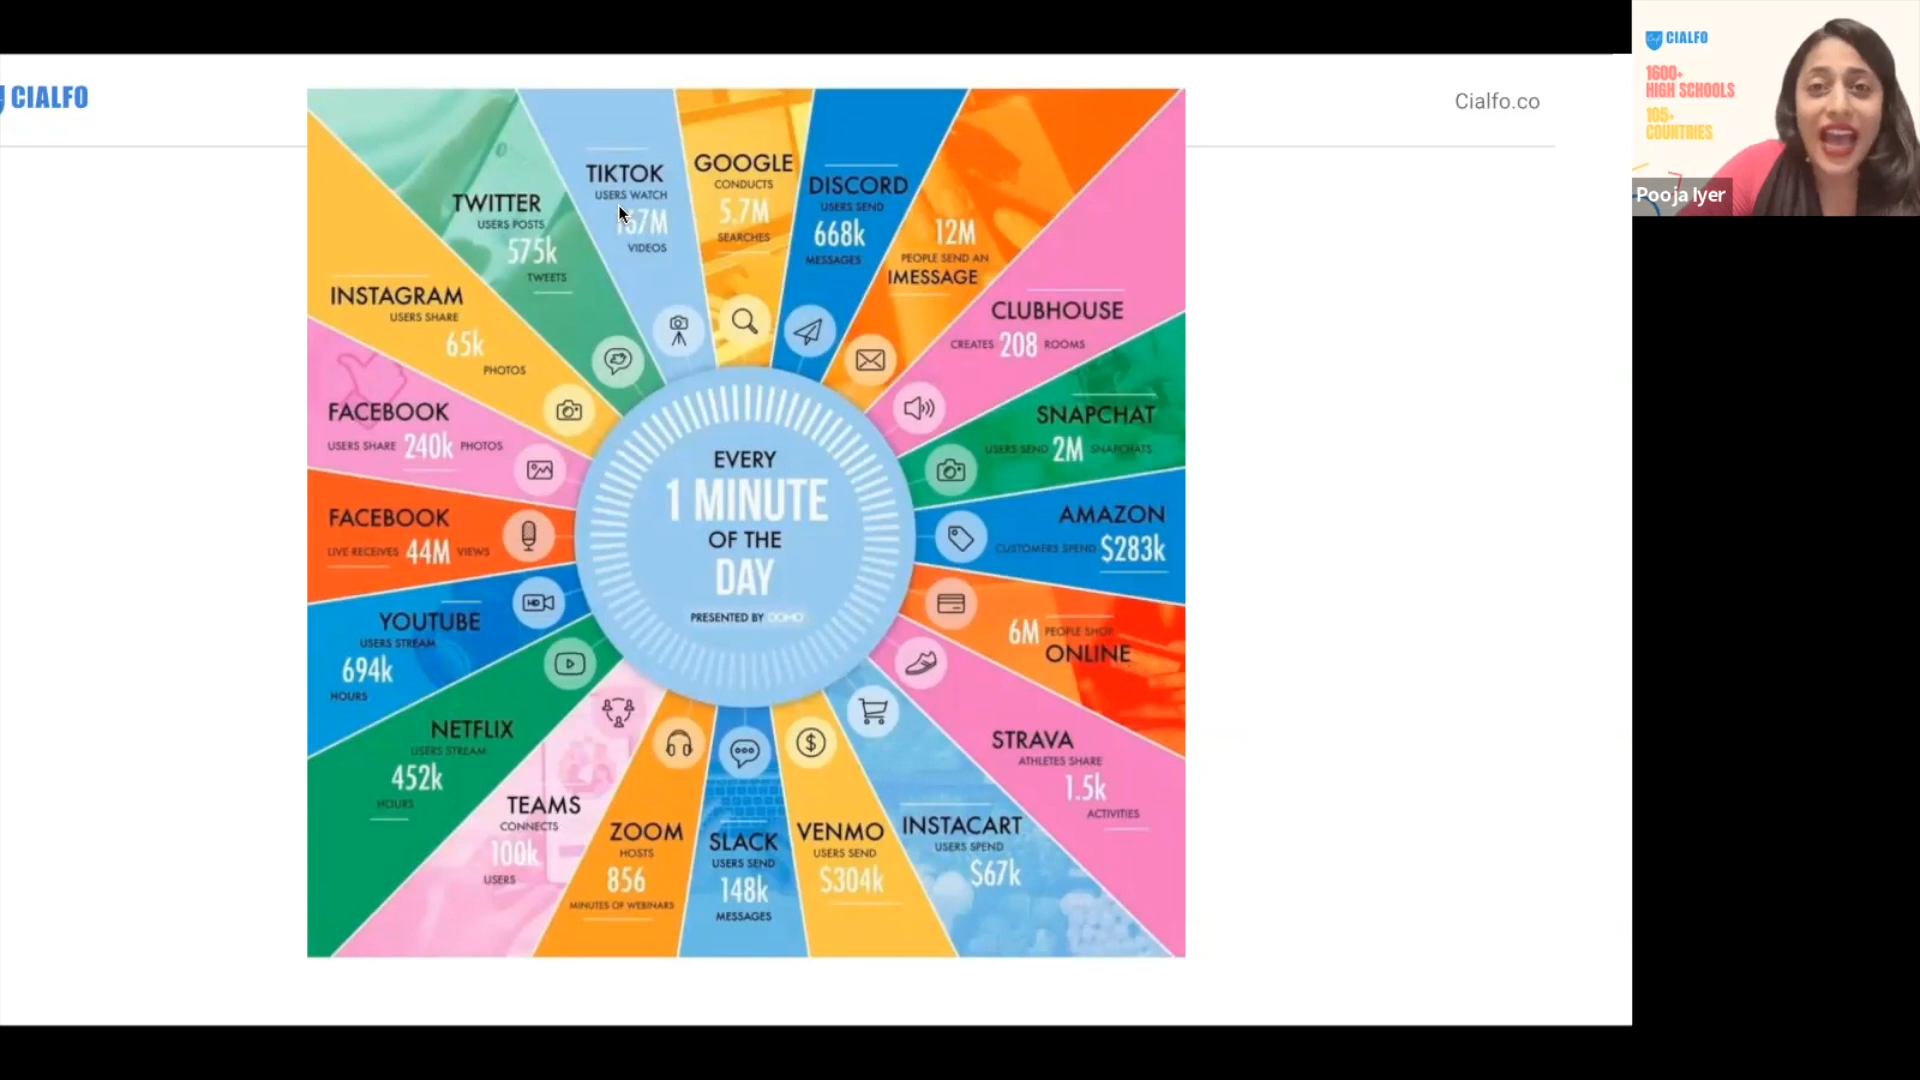 CIALFO
Cialfo.co
TWITTER
USERS POSTS
575k
TWEETS
TIKTOK
USERS WATCH
VIDEOS
GOOGLE
CONDUCTS
5.7M
SEARCHES
DISCORD
USERS SEND
668k
MESSAGES
12M
PEOPLE SEND AN
IMESSAGE
CLUBHOUSE
CREATES 208 ROOMS
SNAPCHAT
USERS SEND 2M SNAPCHATS
AMAZON
CUSTOMERS SPEND $283k
6M PEOPLE SHOP
ONLINE
STRAVA
ATHLETES SHARE
1.5k
ACTIVITIES
INSTACART
USERS SPEND
$67k
VENMO
USERS SEND
$304k
SLACK
USERS SEND
148k
MESSAGES
ZOOM
HOSTS
856
MINUTES OF WEBINARS
TEAMS
CONNECTS
100k
USERS
NETFLIX
USERS STREAM
452k
HOURS
YOUTUBE
USERS STREAM
694k
HOURS
FACEBOOK
LIVE RECEIVES 44M VIEWS
FACEBOOK
USERS SHARE 240k PHOTOS
INSTAGRAM
USERS SHARE
65k
PHOTOS
EVERY
1 MINUTE
OF THE
DAY
PRESENTED BY DOMO
HD
CIALFO
1600+
HIGH SCHOOLS
105+
COUNTRIES
Pooja Iyer